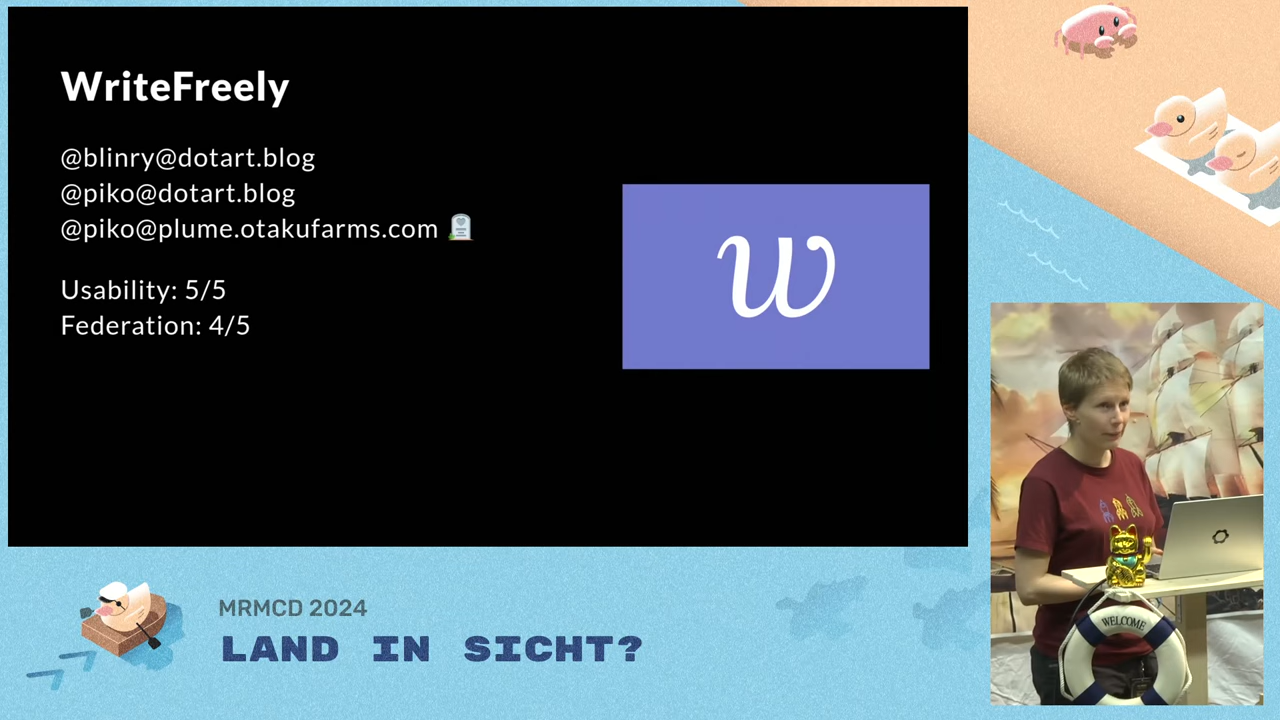 WriteFreely
@blinry@dotart.blog
@piko@dotart.blog
@piko@plume.otakufarms.com 🪦
Usability: 5/5
Federation: 4/5
w
WELCOME
MRMCD 2024
LAND IN SICHT?